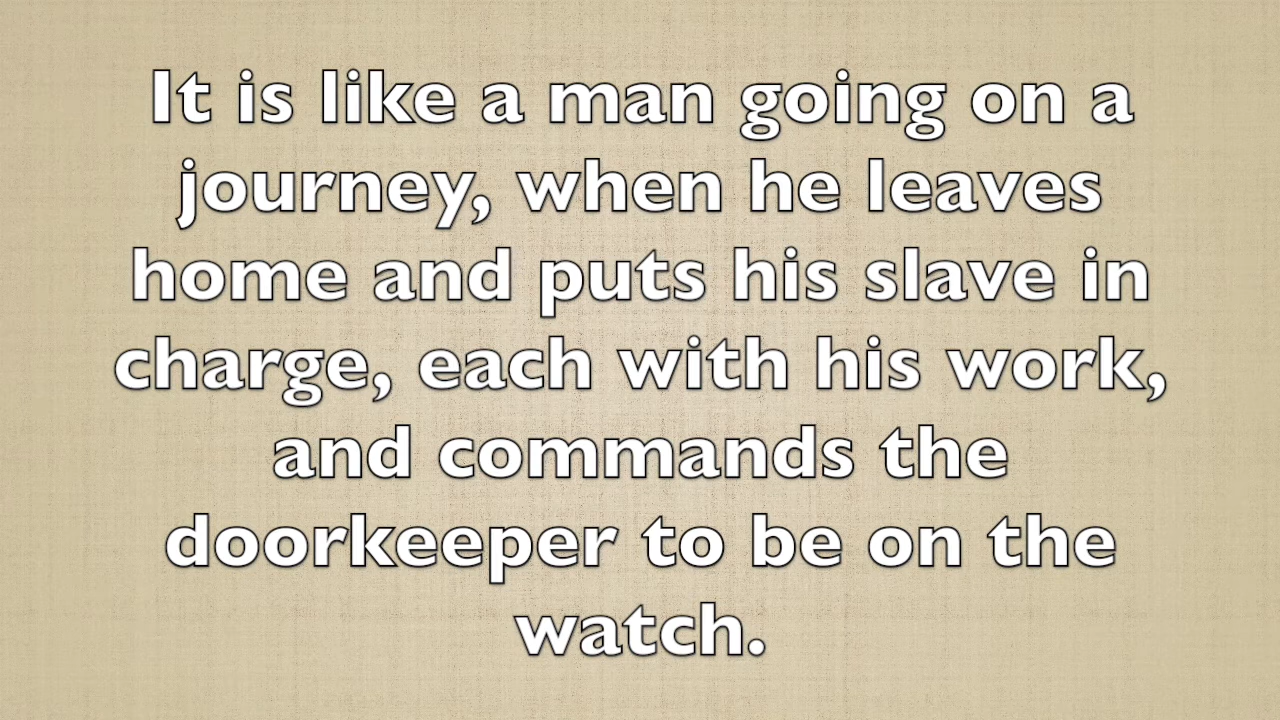 It is like a man going on a
journey, when he leaves
home and puts his slave in
charge, each with his work,
and commands the
doorkeeper to be on the
watch.